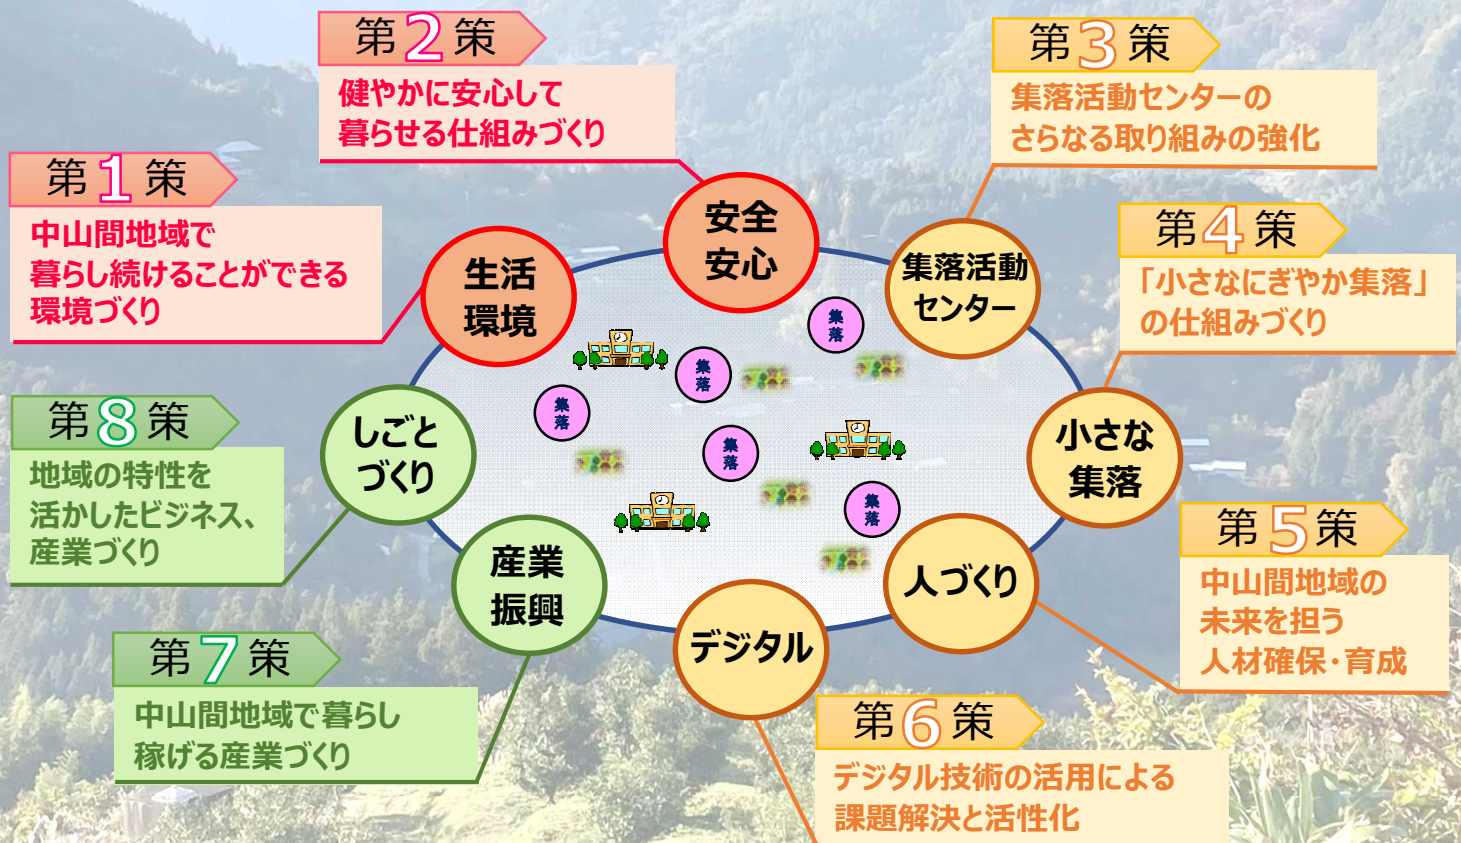 第1策
中山間地域で
暮らし続けることができる
環境づくり
第2策
健やかに安心して
暮らせる仕組みづくり
第3策
集落活動センターの
さらなる取り組みの強化
第4策
「小さなにぎやか集落」
の仕組みづくり
第5策
中山間地域の
未来を担う
人材確保・育成
第6策
デジタル技術の活用による
課題解決と活性化
第7策
中山間地域で暮らし
稼げる産業づくり
第8策
地域の特性を
活かしたビジネス、
産業づくり
生活
環境
安全
安心
集落活動
センター
小さな
集落
人づくり
デジタル
産業
振興
しごと
づくり
集
落
集
落
集
落
集
落
集
落